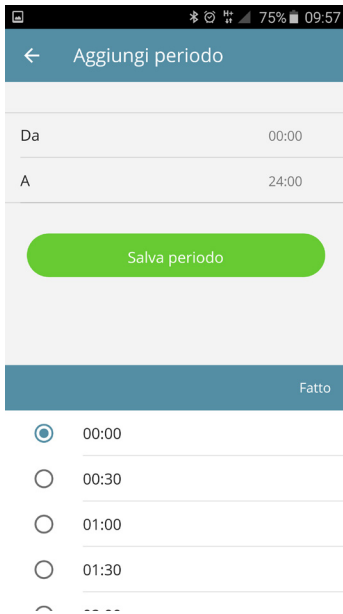 75% 09:57
Aggiungi periodo
Da 00:00
A 24:00
Salva periodo
Fatto
00:00
00:30
01:00
01:30